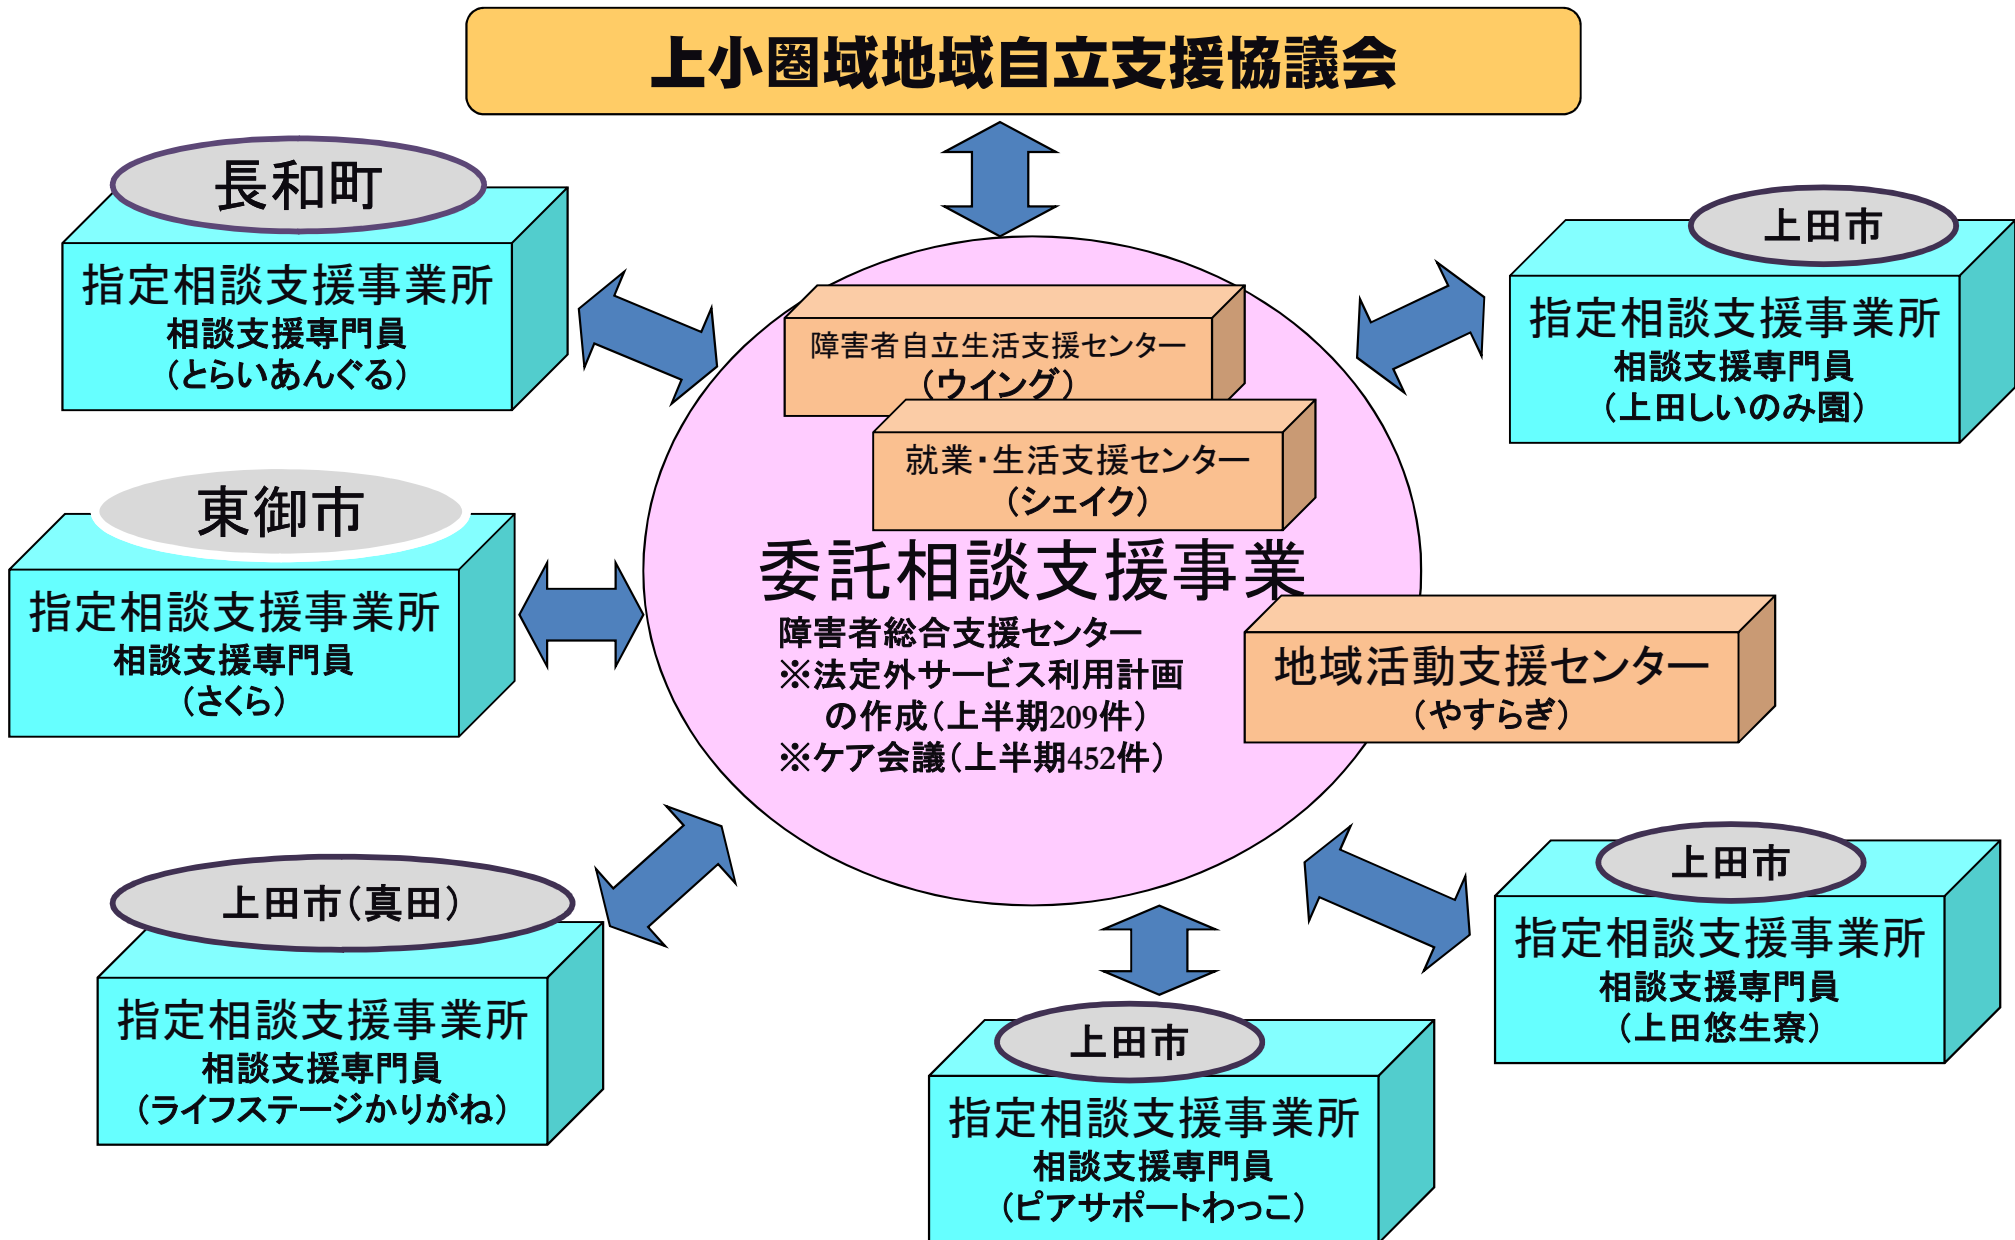 上小圏域地域自立支援協議会
長和町
指定相談支援事業所
相談支援専門員
（とらいあんぐる）
上田市
指定相談支援事業所
相談支援専門員
（上田しいのみ園）
障害者自立生活支援センター
（ウイング）
就業・生活支援センター
（シェイク）
東御市
指定相談支援事業所
相談支援専門員
（さくら）
委託相談支援事業
障害者総合支援センター
※法定外サービス利用計画
の作成（上半期209件）
※ケア会議（上半期452件）
地域活動支援センター
（やすらぎ）
上田市（真田）
指定相談支援事業所
相談支援専門員
（ライフステージかりがね）
上田市
指定相談支援事業所
相談支援専門員
（ピアサポートわっこ）
上田市
指定相談支援事業所
相談支援専門員
（上田悠生寮）